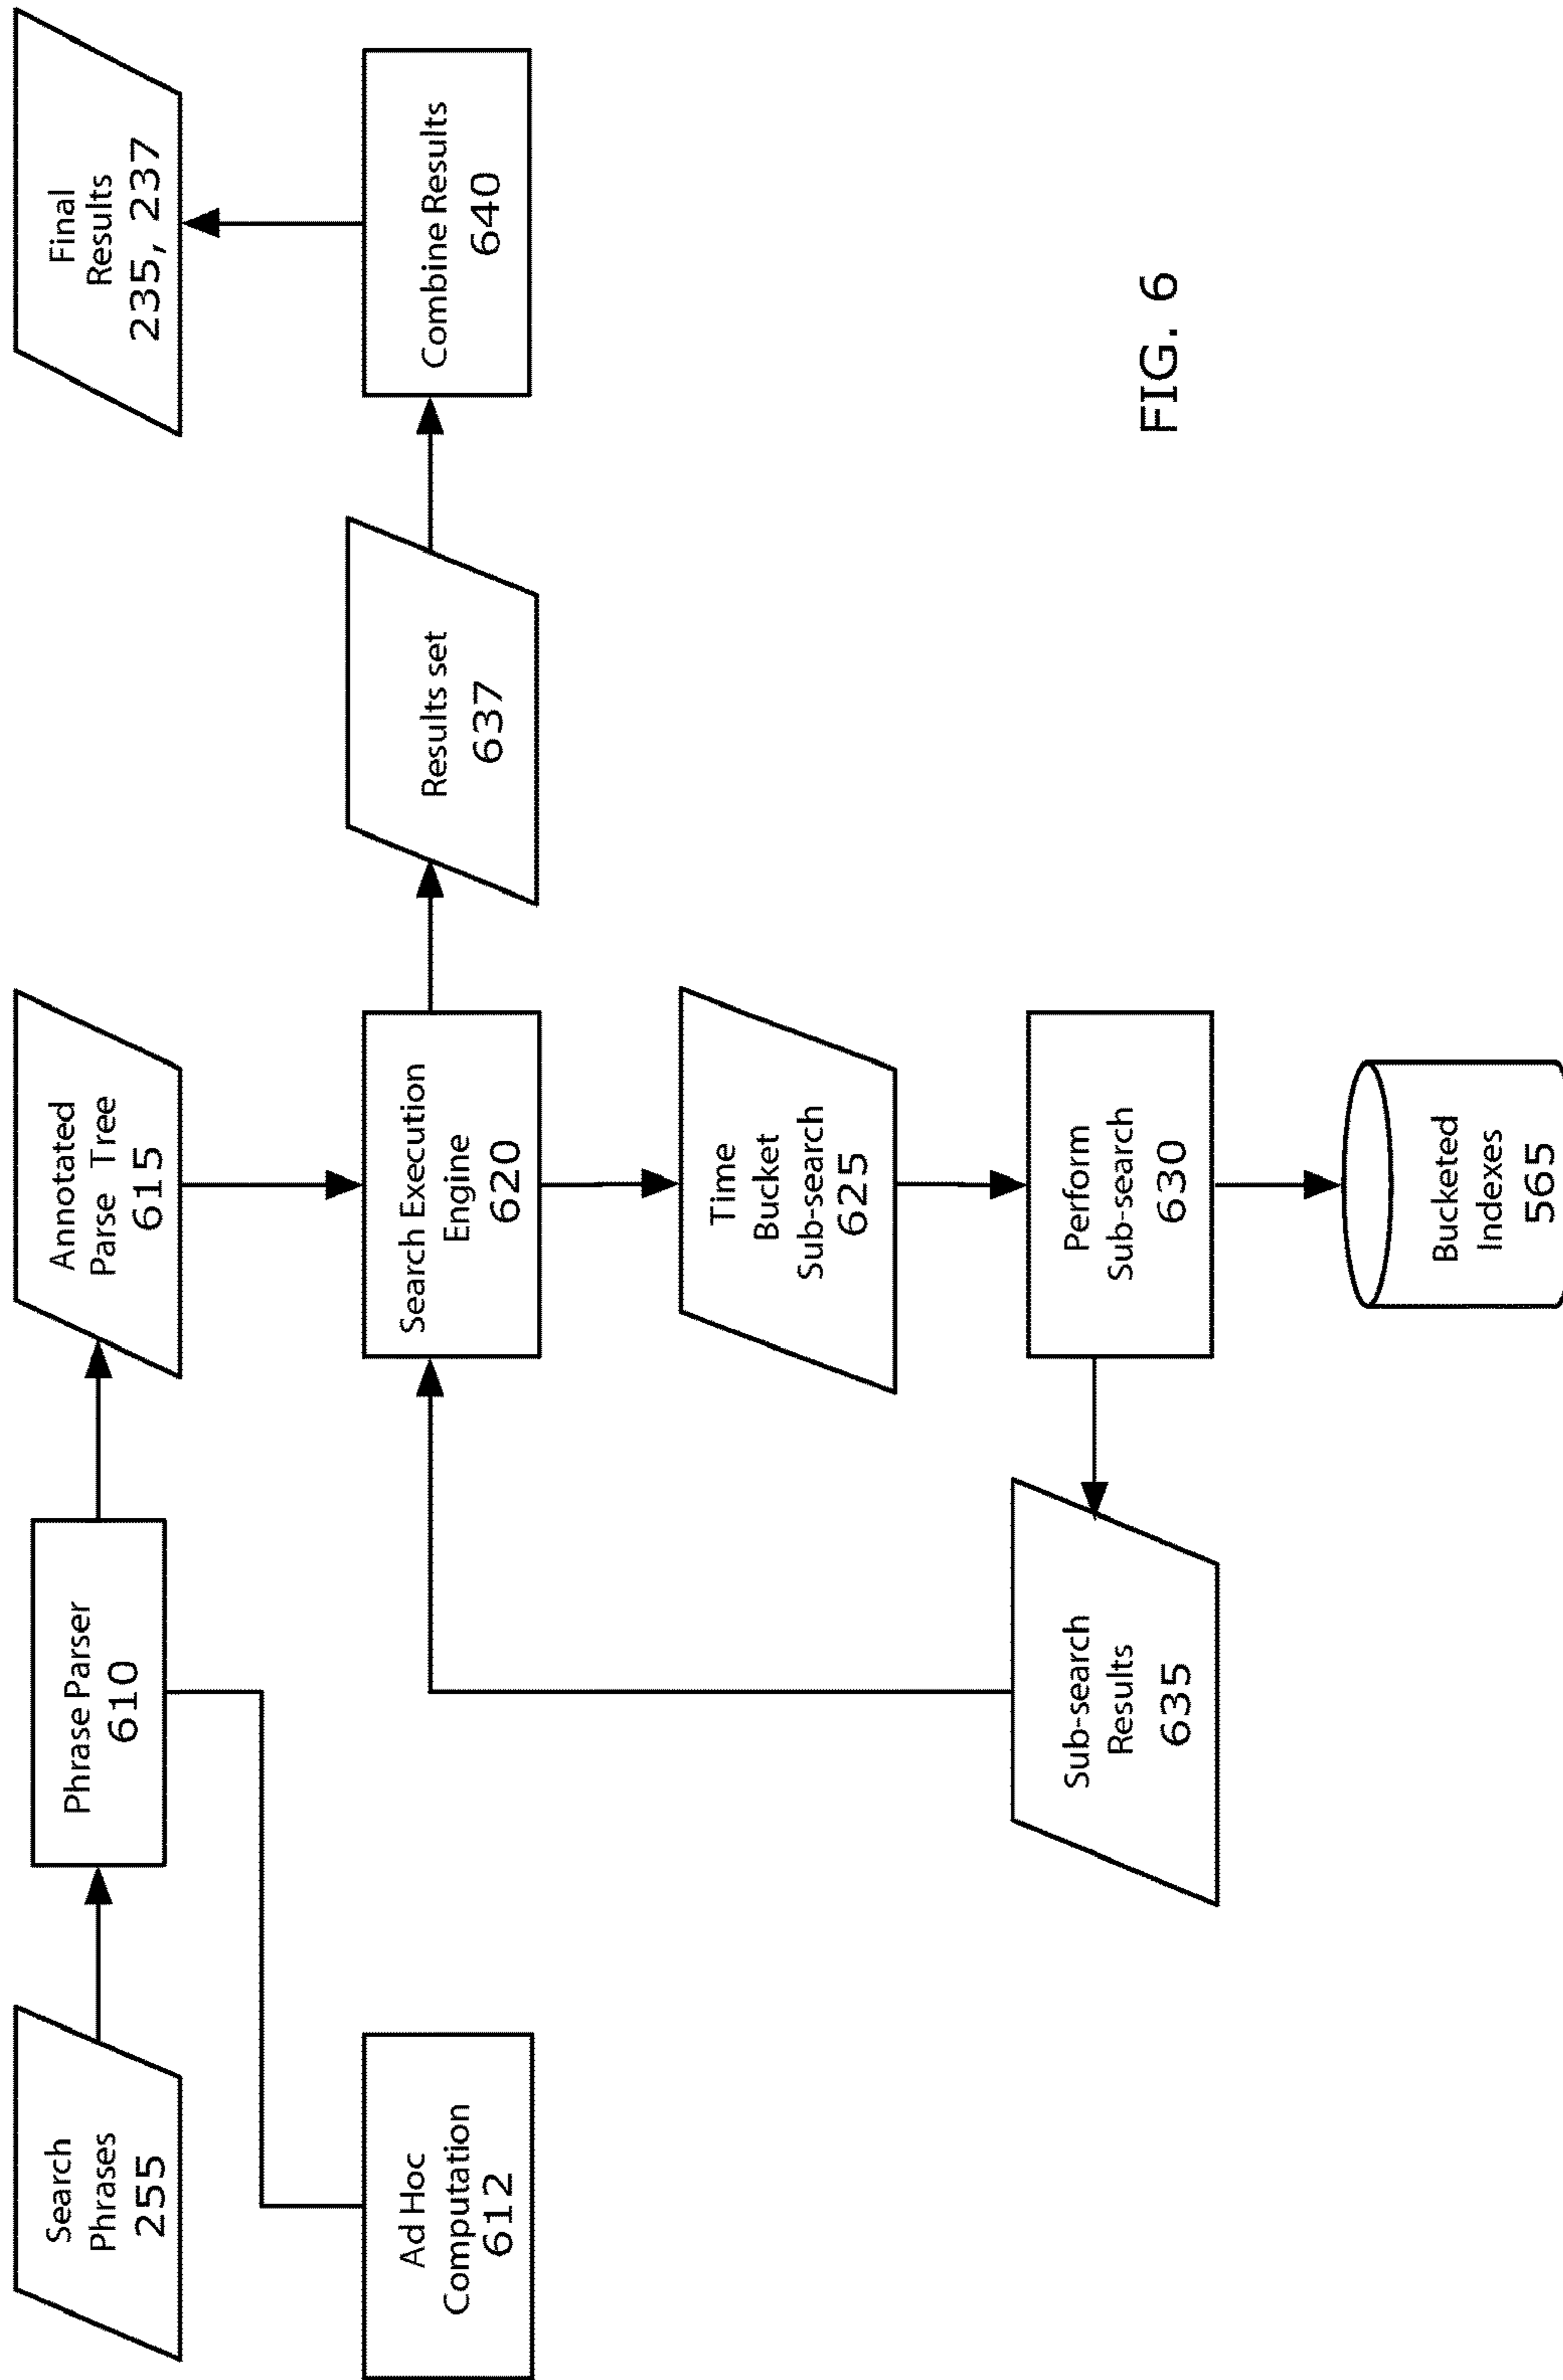 Search
Phrases
255
Phrase Parser
610
Annotated
Parse Tree
615
Final
Results
235, 237
Ad Hoc
Computation
612
Search Execution
Engine
620
Results set
637
Combine Results
640
Time
Bucket
Sub-search
625
Sub-search
Results
635
Perform
Sub-search
630
Bucketed
Indexes
565
FIG. 6